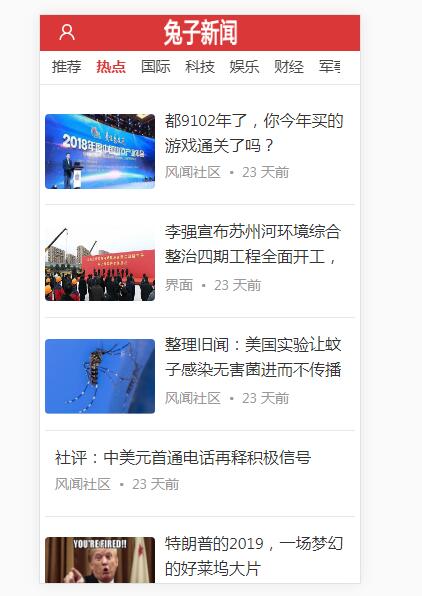 兔子新闻
推荐 热点 国际 科技 娱乐 财经 军事
都9102年了，你今年买的
游戏通关了吗？
风闻社区 • 23 天前
李强宣布苏州河环境综合
整治四期工程全面开工，
界面 • 23 天前
整理旧闻：美国实验让蚊
子感染无害菌进而不传播
风闻社区 • 23 天前
社评：中美元首通电话再释积极信号
风闻社区 • 23 天前
YOU'RE FIRED!!
特朗普的2019，一场梦幻
的好莱坞大片